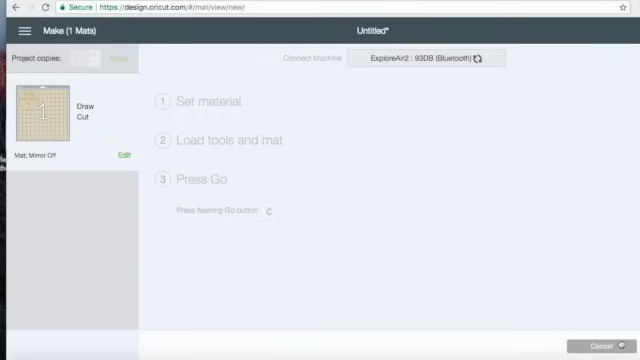 Secure https://design.cricut.com/#/mat/view/new/
Make (1 Mats) Untitled*
Project copies:
Connect Machine ExploreAir2 : 93DB (Bluetooth)
1
Draw
Cut
Mat; Mirror Off Edit
1 Set material
2 Load tools and mat
3 Press Go
Press flashing Go button C
Cancel